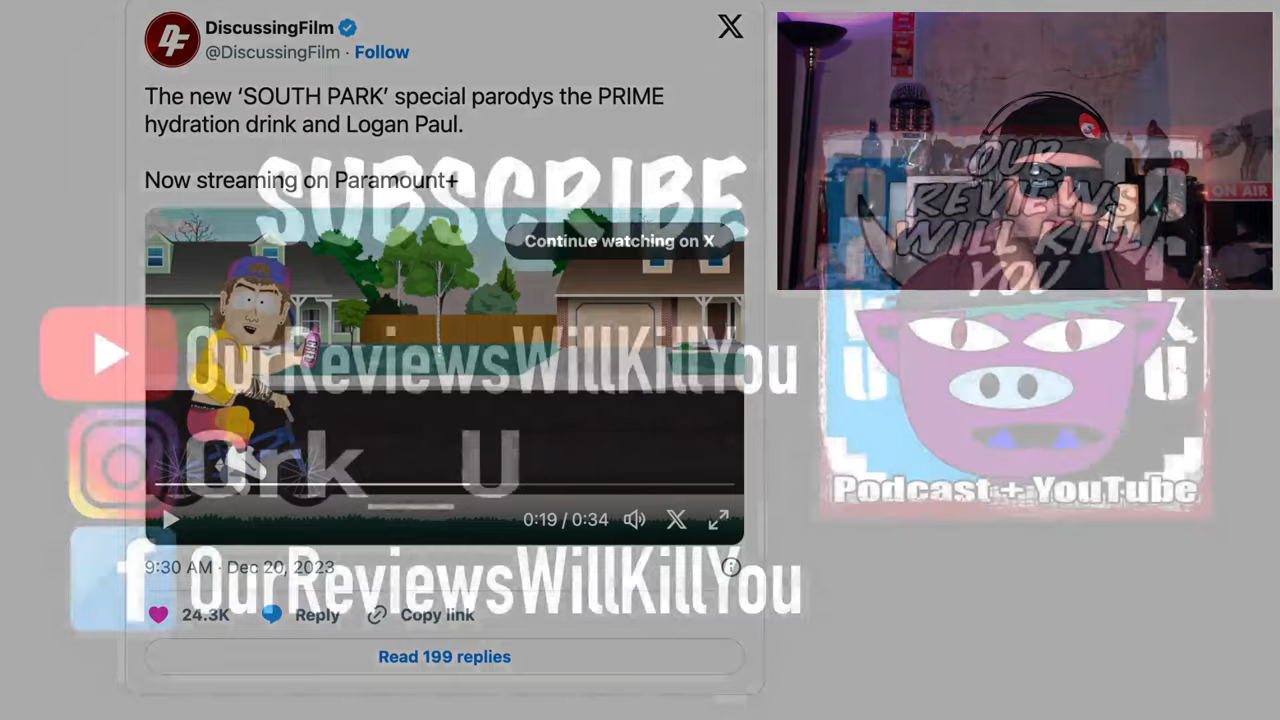 DiscussingFilm
@DiscussingFilm · Follow
X
The new ‘SOUTH PARK’ special parodys the PRIME
hydration drink and Logan Paul.
Now streaming on Paramount+
SUBSCRIBE
Continue watching on X
OurReviewsWillKillYou
Ork U
0:19 / 0:34
9:30 AM · Dec 20, 2023
OurReviewsWillKillYou
24.3K Reply Copy link
Read 199 replies
ON AIR
OUR
REVIEWS
WILL KILL
YOU
Podcast + YouTube